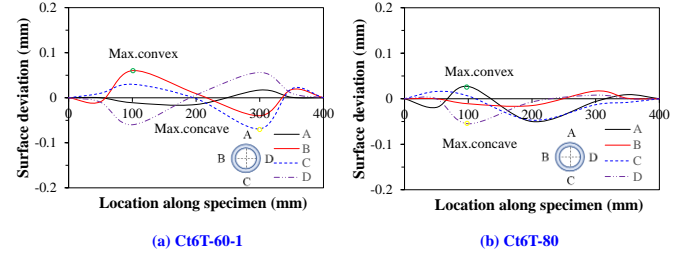 0.2
0.1
0
-0.1
-0.2
Surface deviation (mm)
Max.convex
Max.concave
0 100 200 300 400
A
B D
C
A
B
C
D
Location along specimen (mm)
(a) Ct6T-60-1
0.2
0.1
0
-0.1
-0.2
Surface deviation (mm)
Max.convex
Max.concave
0 100 200 300 400
A
B D
C
A
B
C
D
Location along specimen (mm)
(b) Ct6T-80